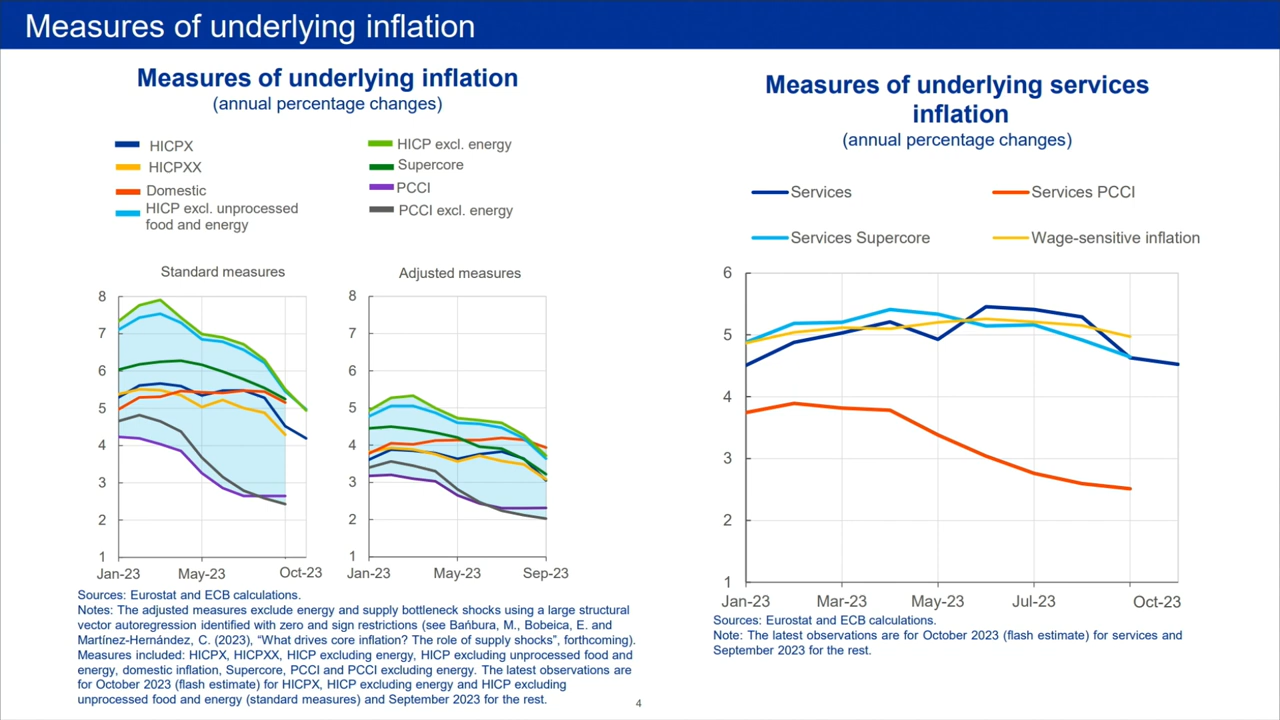 Measures of underlying inflation
Measures of underlying inflation
(annual percentage changes)
HICPX
HICPXX
Domestic
HICP excl. unprocessed
food and energy
HICP excl. energy
Supercore
PCCI
PCCI excl. energy
Standard measures
8
7
6
5
4
3
2
1
Jan-23 May-23 Oct-23
Adjusted measures
8
7
6
5
4
3
2
1
Jan-23 May-23 Sep-23
Sources: Eurostat and ECB calculations.
Notes: The adjusted measures exclude energy and supply bottleneck shocks using a large structural
vector autoregression identified with zero and sign restrictions (see Bańbura, M., Bobeica, E. and
Martínez-Hernández, C. (2023), “What drives core inflation? The role of supply shocks”, forthcoming).
Measures included: HICPX, HICPXX, HICP excluding energy, HICP excluding unprocessed food and
energy, domestic inflation, Supercore, PCCI and PCCI excluding energy. The latest observations are
for October 2023 (flash estimate) for HICPX, HICP excluding energy and HICP excluding
unprocessed food and energy (standard measures) and September 2023 for the rest.
Measures of underlying services
inflation
(annual percentage changes)
Services
Services PCCI
Services Supercore
Wage-sensitive inflation
6
5
4
3
2
1
Jan-23 Mar-23 May-23 Jul-23 Oct-23
Sources: Eurostat and ECB calculations.
Note: The latest observations are for October 2023 (flash estimate) for services and
September 2023 for the rest.
4